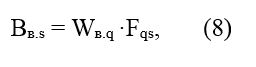 Bв.s = Wв.q ·Fqs, (8)